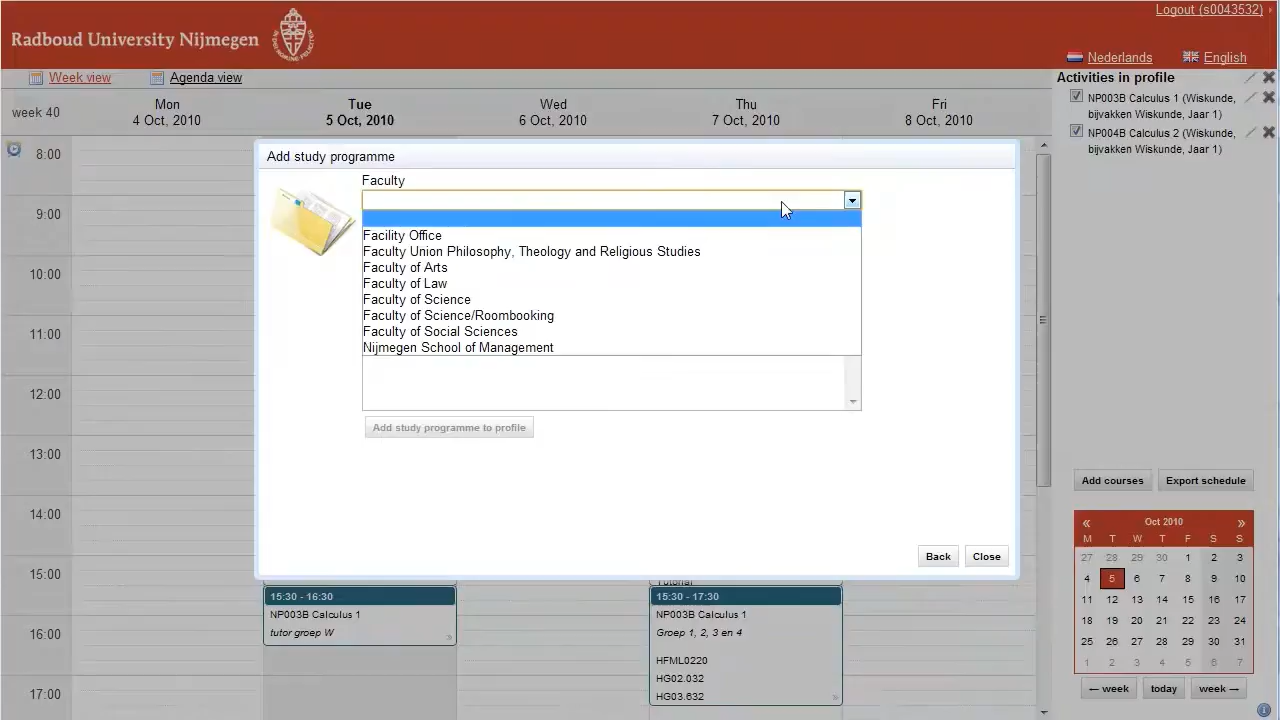 Logout (s0043532)
Radboud University Nijmegen
Nederlands
English
Week view
Agenda view
Activities in profile
week 40
Mon
4 Oct, 2010
Tue
5 Oct, 2010
Wed
6 Oct, 2010
Thu
7 Oct, 2010
Fri
8 Oct, 2010
NP003B Calculus 1 (Wiskunde,
bijvakken Wiskunde, Jaar 1)
NP004B Calculus 2 (Wiskunde,
bijvakken Wiskunde, Jaar 1)
8:00
9:00
10:00
11:00
12:00
13:00
14:00
15:00
16:00
17:00
Add study programme
Faculty
Facility Office
Faculty Union Philosophy, Theology and Religious Studies
Faculty of Arts
Faculty of Law
Faculty of Science
Faculty of Science/Roombooking
Faculty of Social Sciences
Nijmegen School of Management
Add study programme to profile
Back
Close
15:30 - 16:30
NP003B Calculus 1
tutor groep W
»
Tutorial
15:30 - 17:30
NP003B Calculus 1
Groep 1, 2, 3 en 4
HFML0220
HG02.032
HG03.632
»
Add courses
Export schedule
« Oct 2010 »
M T W T F S S
27 28 29 30 1 2 3
4 5 6 7 8 9 10
11 12 13 14 15 16 17
18 19 20 21 22 23 24
25 26 27 28 29 30 31
1 2 3 4 5 6 7
← week
today
week →